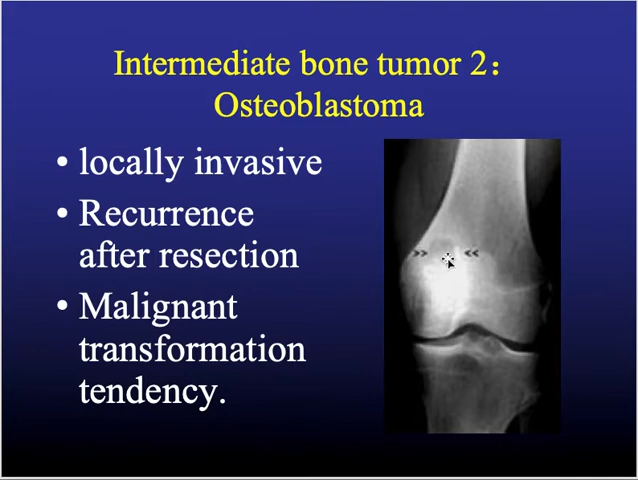 Intermediate bone tumor 2：
Osteoblastoma
• locally invasive
• Recurrence
after resection
• Malignant
transformation
tendency.